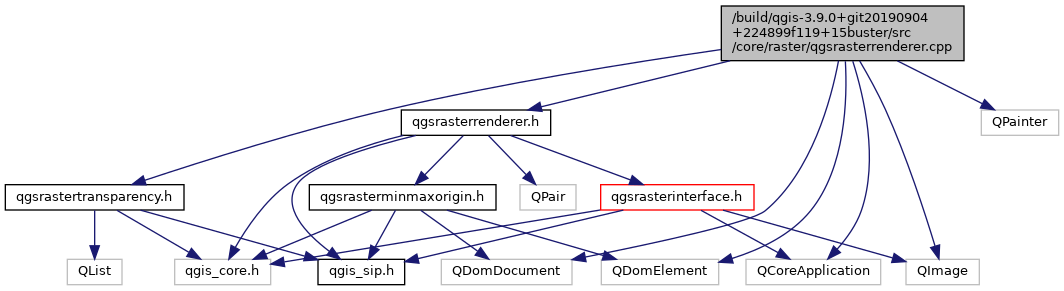 /build/qgis-3.9.0+git20190904
+224899f119+15buster/src
/core/raster/qgsrasterrenderer.cpp
qgsrasterrenderer.h
QPainter
qgsrastertransparency.h
qgsrasterminmaxorigin.h
QPair
qgsrasterinterface.h
QList
qgis_core.h
qgis_sip.h
QDomDocument
QDomElement
QCoreApplication
QImage